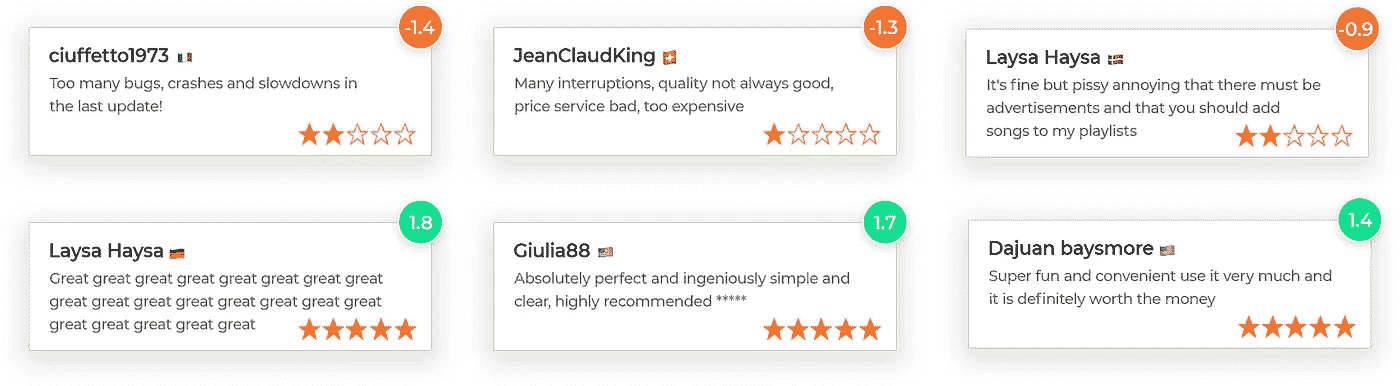 -1.4
ciuffetto1973
Too many bugs, crashes and slowdowns in
the last update!
-1.3
JeanClaudKing
Many interruptions, quality not always good,
price service bad, too expensive
-0.9
Laysa Haysa
It's fine but pissy annoying that there must be
advertisements and that you should add
songs to my playlists
1.8
Laysa Haysa
Great great great great great great great great
great great great great great great great great
great great great great great
1.7
Giulia88
Absolutely perfect and ingeniously simple and
clear, highly recommended *****
1.4
Dajuan baysmore
Super fun and convenient use it very much and
it is definitely worth the money